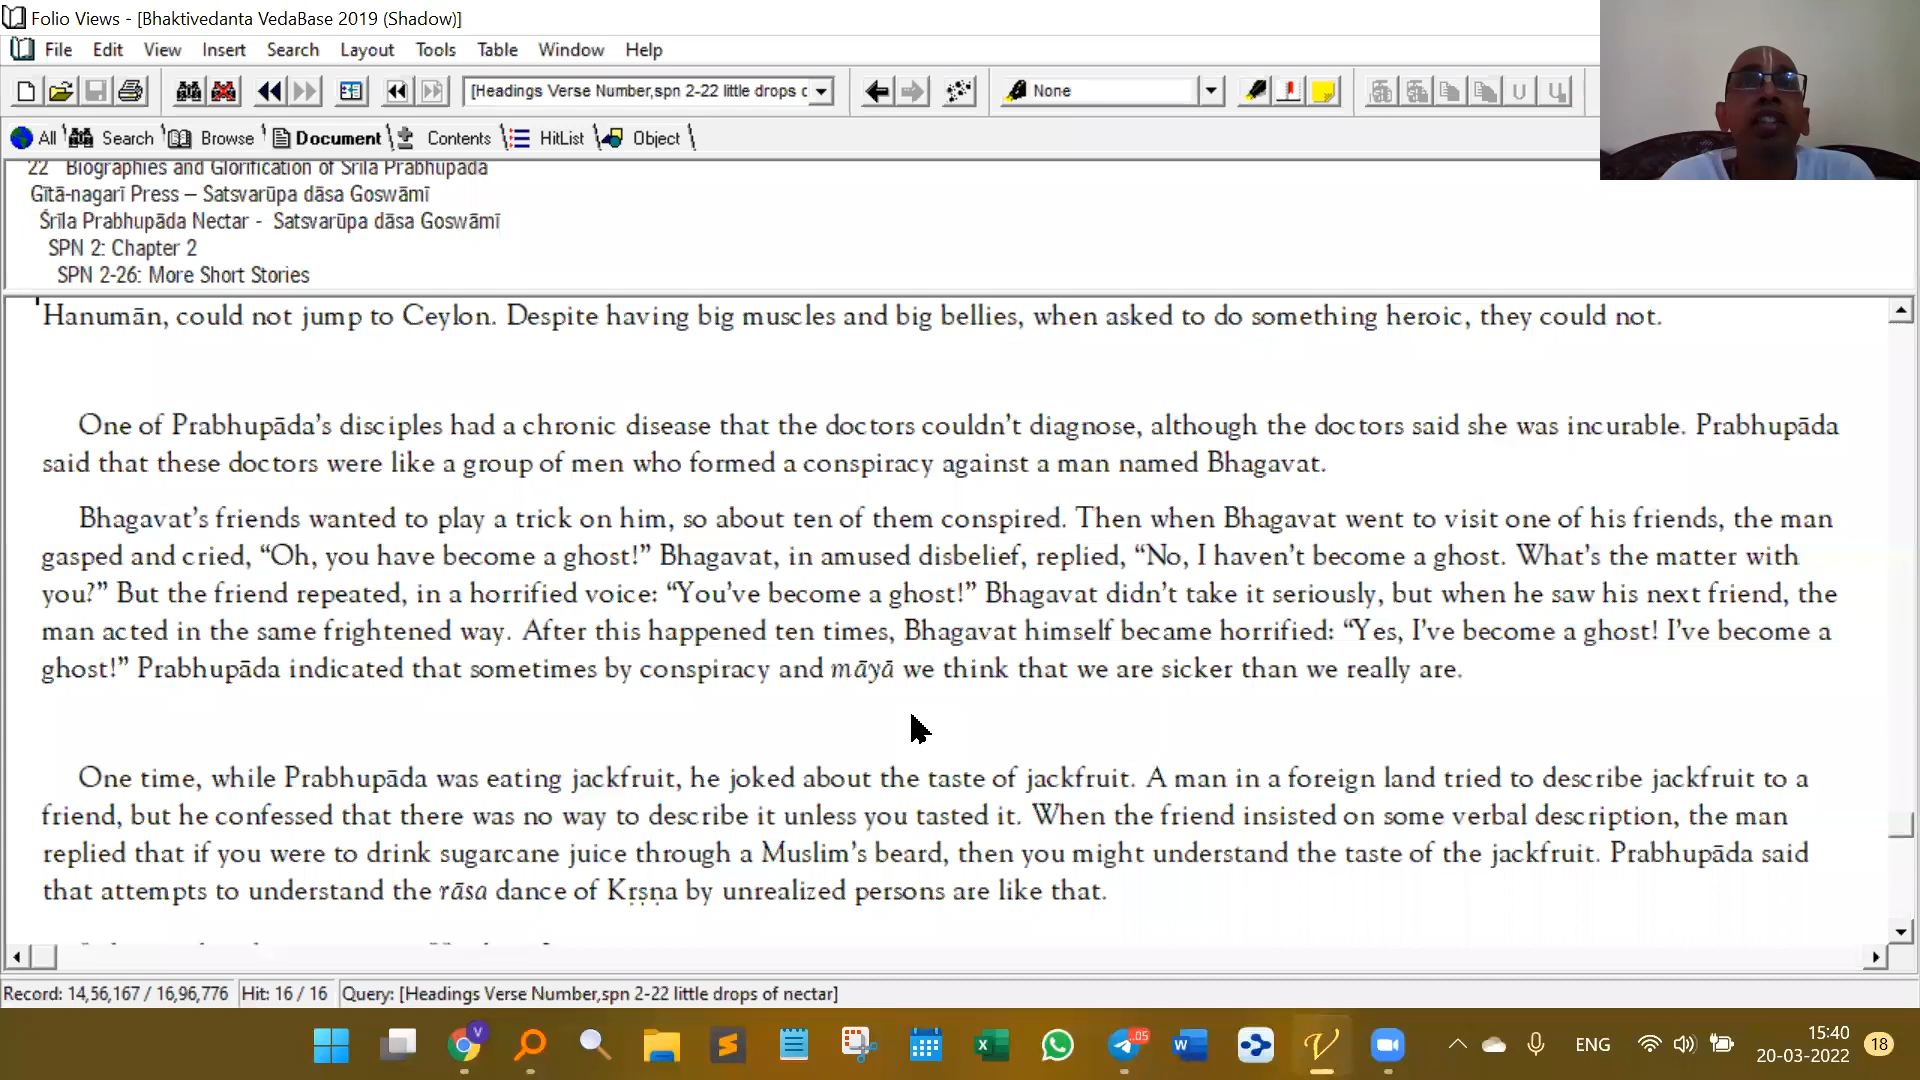 Folio Views - [Bhaktivedanta VedaBase 2019 (Shadow)]
File Edit View Insert Search Layout Tools Table Window Help
[Headings Verse Number,spn 2-22 little drops c
None
All Search Browse Document Contents HitList Object
22 Biographies and Glorification of Srila Prabhupada
Gītā-nagarī Press – Satsvarūpa dāsa Goswāmī
Śrīla Prabhupāda Nectar - Satsvarūpa dāsa Goswāmī
SPN 2: Chapter 2
SPN 2-26: More Short Stories
Hanumān, could not jump to Ceylon. Despite having big muscles and big bellies, when asked to do something heroic, they could not.
One of Prabhupāda's disciples had a chronic disease that the doctors couldn't diagnose, although the doctors said she was incurable. Prabhupāda
said that these doctors were like a group of men who formed a conspiracy against a man named Bhagavat.
Bhagavat's friends wanted to play a trick on him, so about ten of them conspired. Then when Bhagavat went to visit one of his friends, the man
gasped and cried, “Oh, you have become a ghost!” Bhagavat, in amused disbelief, replied, “No, I haven't become a ghost. What's the matter with
you?” But the friend repeated, in a horrified voice: “You've become a ghost!” Bhagavat didn't take it seriously, but when he saw his next friend, the
man acted in the same frightened way. After this happened ten times, Bhagavat himself became horrified: “Yes, I've become a ghost! I've become a
ghost!” Prabhupāda indicated that sometimes by conspiracy and māyā we think that we are sicker than we really are.
One time, while Prabhupāda was eating jackfruit, he joked about the taste of jackfruit. A man in a foreign land tried to describe jackfruit to a
friend, but he confessed that there was no way to describe it unless you tasted it. When the friend insisted on some verbal description, the man
replied that if you were to drink sugarcane juice through a Muslim's beard, then you might understand the taste of the jackfruit. Prabhupāda said
that attempts to understand the rāsa dance of Kṛṣṇa by unrealized persons are like that.
Record: 14,56,167 / 16,96,776 Hit: 16 / 16 Query: [Headings Verse Number,spn 2-22 little drops of nectar]
V .05 W ENG 15:40
20-03-2022 18